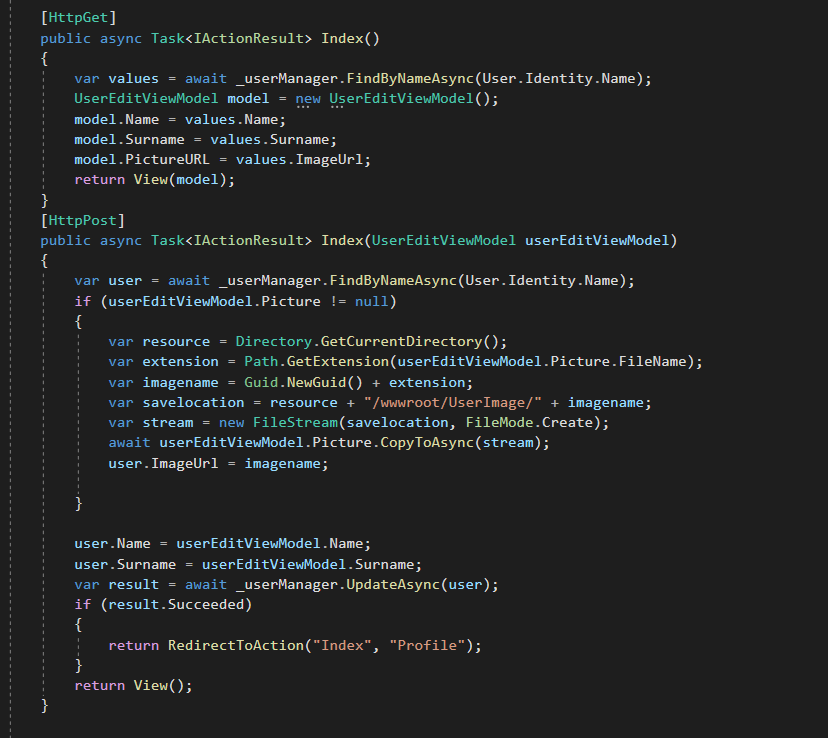 [HttpGet]
public async Task<IActionResult> Index()
{
var values = await _userManager.FindByNameAsync(User.Identity.Name);
UserEditViewModel model = new UserEditViewModel();
model.Name = values.Name;
model.Surname = values.Surname;
model.PictureURL = values.ImageUrl;
return View(model);
}
[HttpPost]
public async Task<IActionResult> Index(UserEditViewModel userEditViewModel)
{
var user = await _userManager.FindByNameAsync(User.Identity.Name);
if (userEditViewModel.Picture != null)
{
var resource = Directory.GetCurrentDirectory();
var extension = Path.GetExtension(userEditViewModel.Picture.FileName);
var imagename = Guid.NewGuid() + extension;
var savelocation = resource + "/wwwroot/UserImage/" + imagename;
var stream = new FileStream(savelocation, FileMode.Create);
await userEditViewModel.Picture.CopyToAsync(stream);
user.ImageUrl = imagename;
}
user.Name = userEditViewModel.Name;
user.Surname = userEditViewModel.Surname;
var result = await _userManager.UpdateAsync(user);
if (result.Succeeded)
{
return RedirectToAction("Index", "Profile");
}
return View();
}